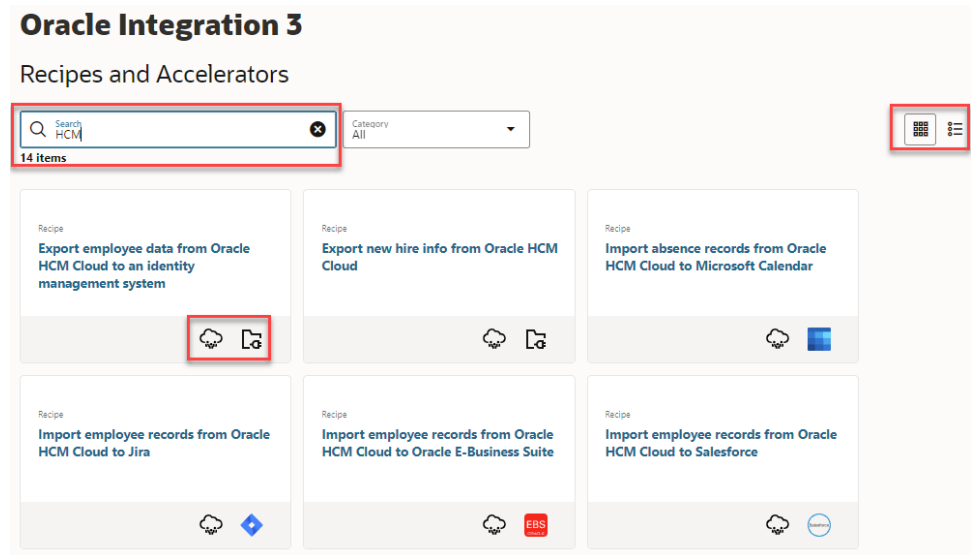 Oracle Integration 3
Recipes and Accelerators
Search
HCM
Category
All
14 items
Recipe
Export employee data from Oracle
HCM Cloud to an identity
management system
Recipe
Export new hire info from Oracle HCM
Cloud
Recipe
Import absence records from Oracle
HCM Cloud to Microsoft Calendar
Recipe
Import employee records from Oracle
HCM Cloud to Jira
Recipe
Import employee records from Oracle
HCM Cloud to Oracle E-Business Suite
EBS
ORACLE
Recipe
Import employee records from Oracle
HCM Cloud to Salesforce
Salesforce